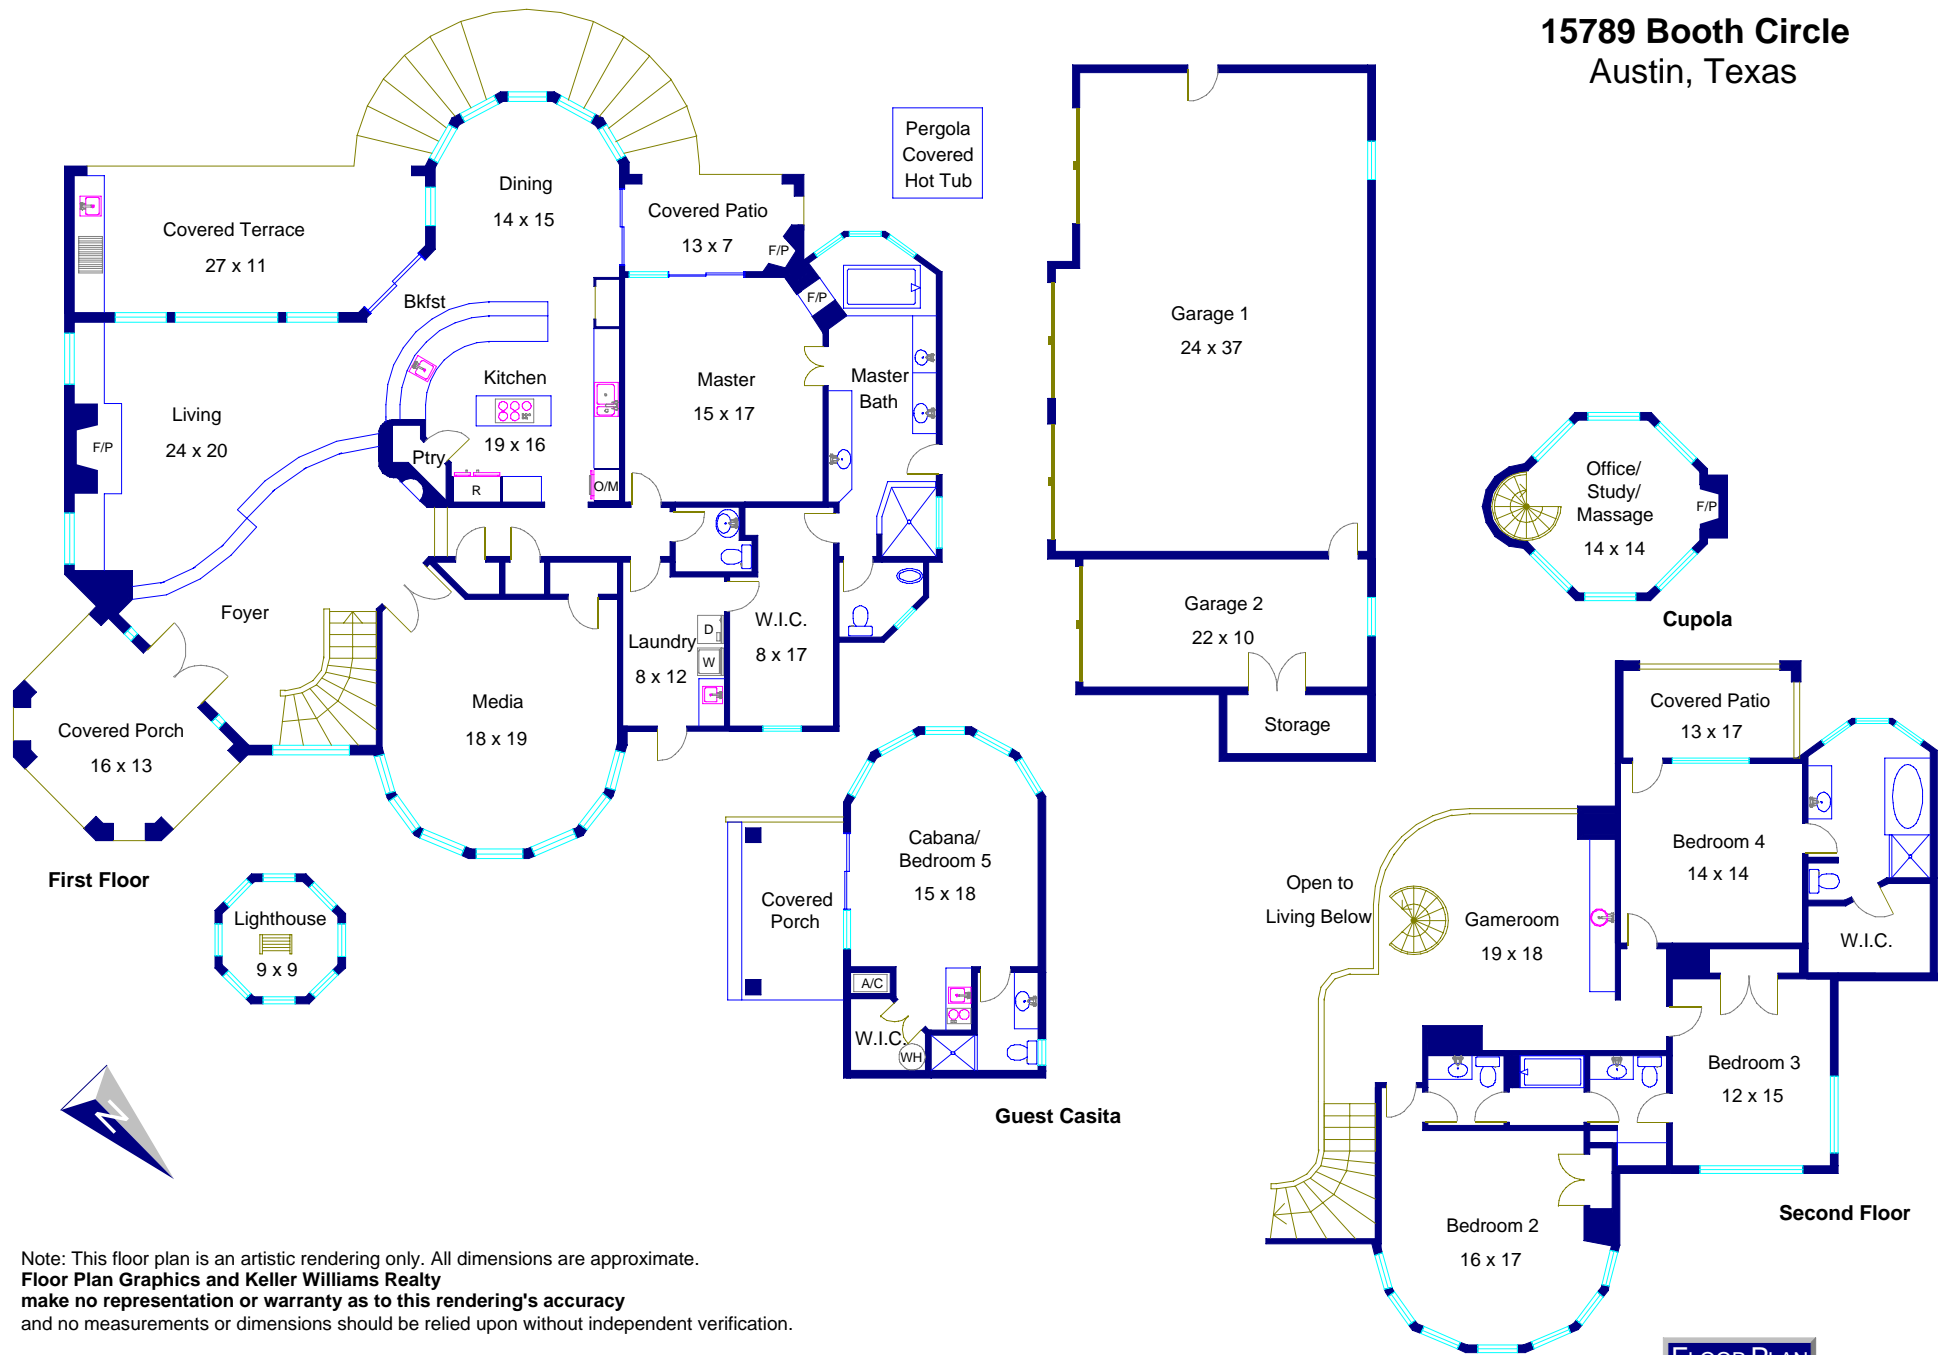 15789 Booth Circle
Austin, Texas
Pergola
Covered
Hot Tub
Dining
14 x 15
Covered Terrace
27 x 11
Covered Patio
13 x 7
F/P
F/P
Bkfst
Kitchen
19 x 16
Living
24 x 20
F/P
Ptry
R
O/M
Master
15 x 17
Master
Bath
Foyer
Laundry
8 x 12
D
W
W.I.C.
8 x 17
Media
18 x 19
Covered Porch
16 x 13
First Floor
Lighthouse
9 x 9
N
Garage 1
24 x 37
Garage 2
22 x 10
Storage
Office/
Study/
Massage
14 x 14
F/P
Cupola
Cabana/
Bedroom 5
15 x 18
Covered
Porch
A/C
W.I.C.
WH
Guest Casita
Covered Patio
13 x 17
Bedroom 4
14 x 14
Open to
Living Below
Gameroom
19 x 18
W.I.C.
Bedroom 3
12 x 15
Bedroom 2
16 x 17
Second Floor
Note: This floor plan is an artistic rendering only. All dimensions are approximate.
Floor Plan Graphics and Keller Williams Realty
make no representation or warranty as to this rendering's accuracy
and no measurements or dimensions should be relied upon without independent verification.
FLOOR PLAN